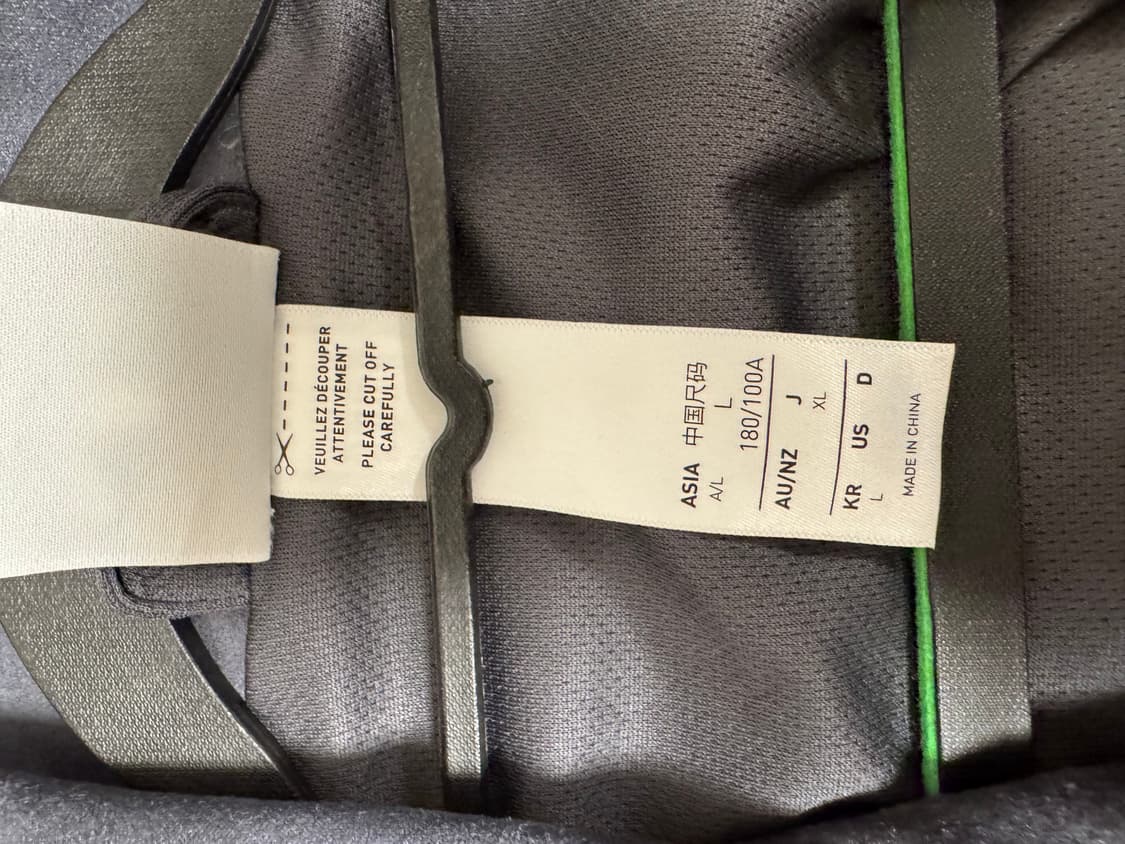 VEUILLEZ DÉCOUPER
ATTENTIVEMENT
PLEASE CUT OFF
CAREFULLY
ASIA 中国尺码
A/L L
180/100A
AU/NZ J
XL
KR US D
L
MADE IN CHINA